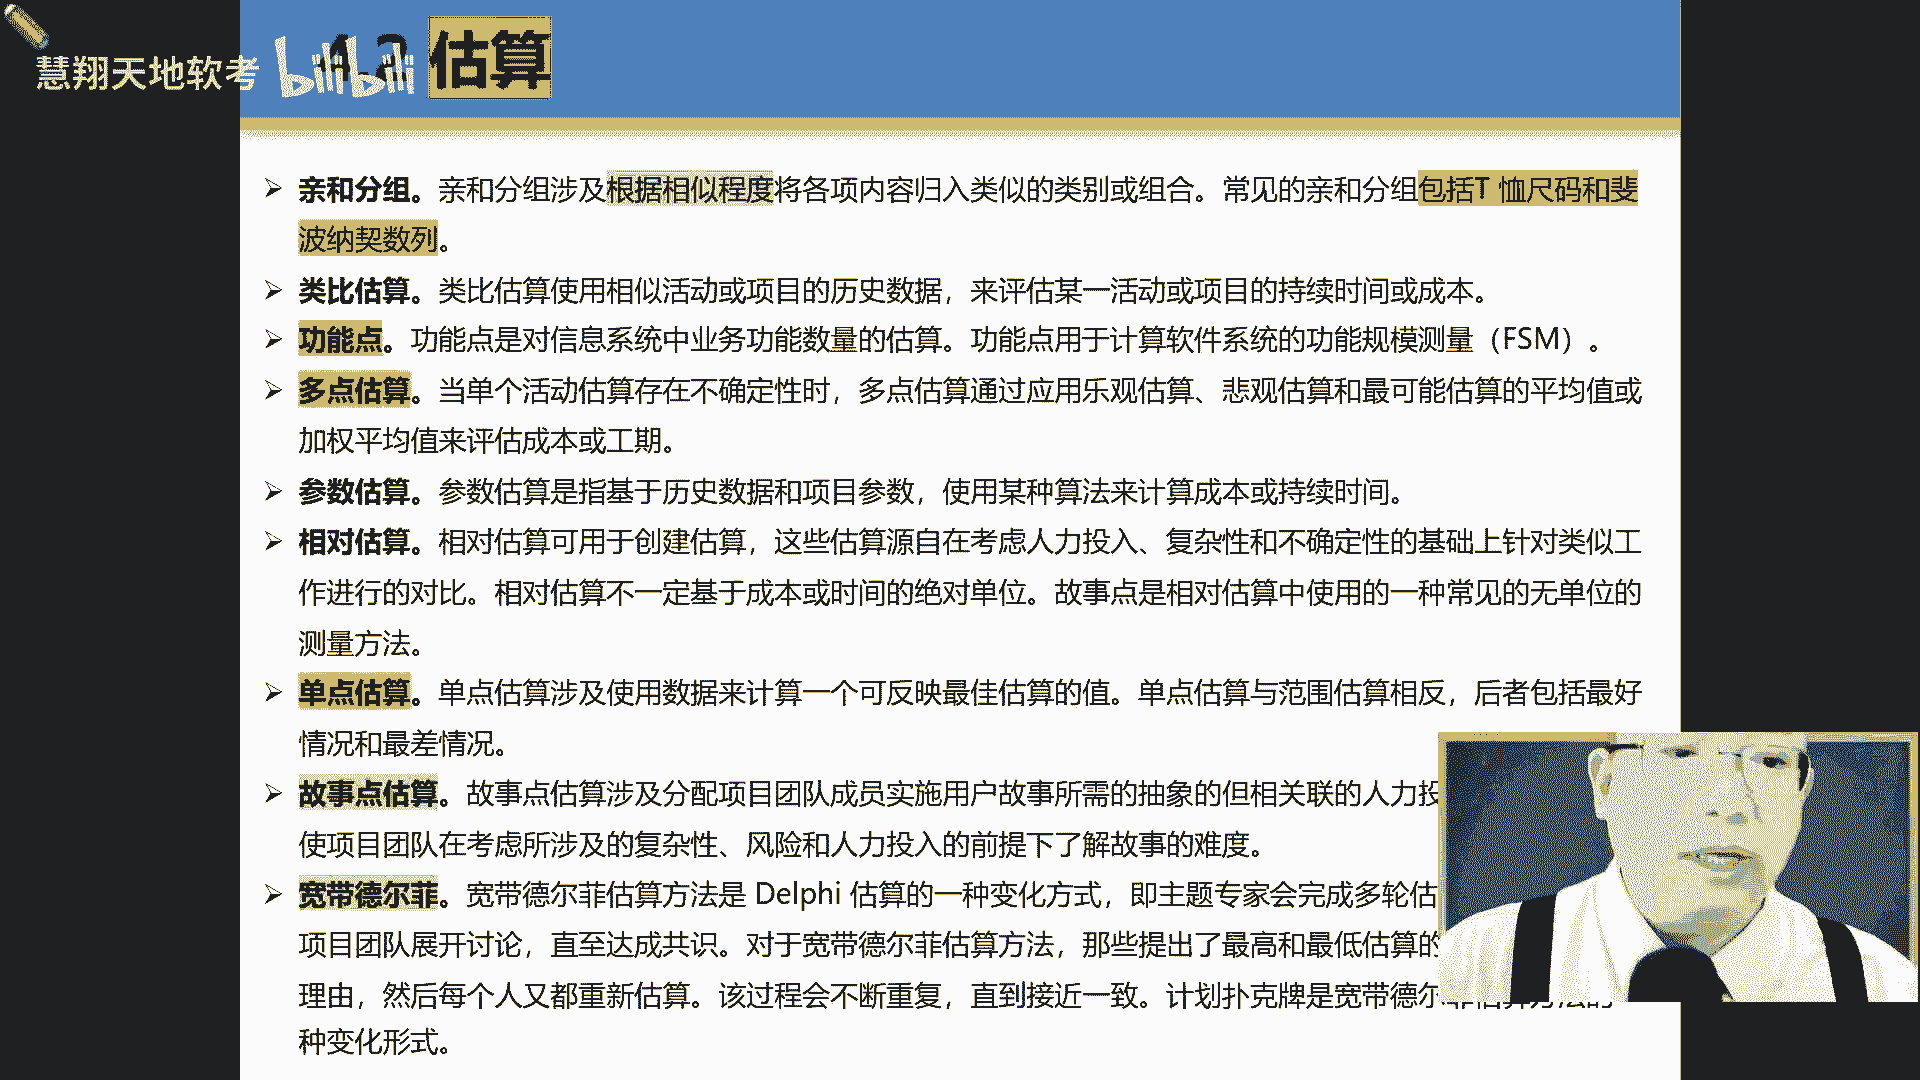 慧翔天地软考
bilibili
4.2 估算
➢ 亲和分组。亲和分组涉及根据相似程度将各项内容归入类似的类别或组合。常见的亲和分组包括T 恤尺码和斐
波纳契数列。
➢ 类比估算。类比估算使用相似活动或项目的历史数据，来评估某一活动或项目的持续时间或成本。
➢ 功能点。功能点是对信息系统中业务功能数量的估算。功能点用于计算软件系统的功能规模测量（FSM）。
➢ 多点估算。当单个活动估算存在不确定性时，多点估算通过应用乐观估算、悲观估算和最可能估算的平均值或
加权平均值来评估成本或工期。
➢ 参数估算。参数估算是指基于历史数据和项目参数，使用某种算法来计算成本或持续时间。
➢ 相对估算。相对估算可用于创建估算，这些估算源自在考虑人力投入、复杂性和不确定性的基础上针对类似工
作进行的对比。相对估算不一定基于成本或时间的绝对单位。故事点是相对估算中使用的一种常见的无单位的
测量方法。
➢ 单点估算。单点估算涉及使用数据来计算一个可反映最佳估算的值。单点估算与范围估算相反，后者包括最好
情况和最差情况。
➢ 故事点估算。故事点估算涉及分配项目团队成员实施用户故事所需的抽象的但相关联的人力投
使项目团队在考虑所涉及的复杂性、风险和人力投入的前提下了解故事的难度。
➢ 宽带德尔菲。宽带德尔菲估算方法是 Delphi 估算的一种变化方式，即主题专家会完成多轮估
项目团队展开讨论，直至达成共识。对于宽带德尔菲估算方法，那些提出了最高和最低估算的
理由，然后每个人又都重新估算。该过程会不断重复，直到接近一致。计划扑克牌是宽带德尔菲估算方法的
种变化形式。